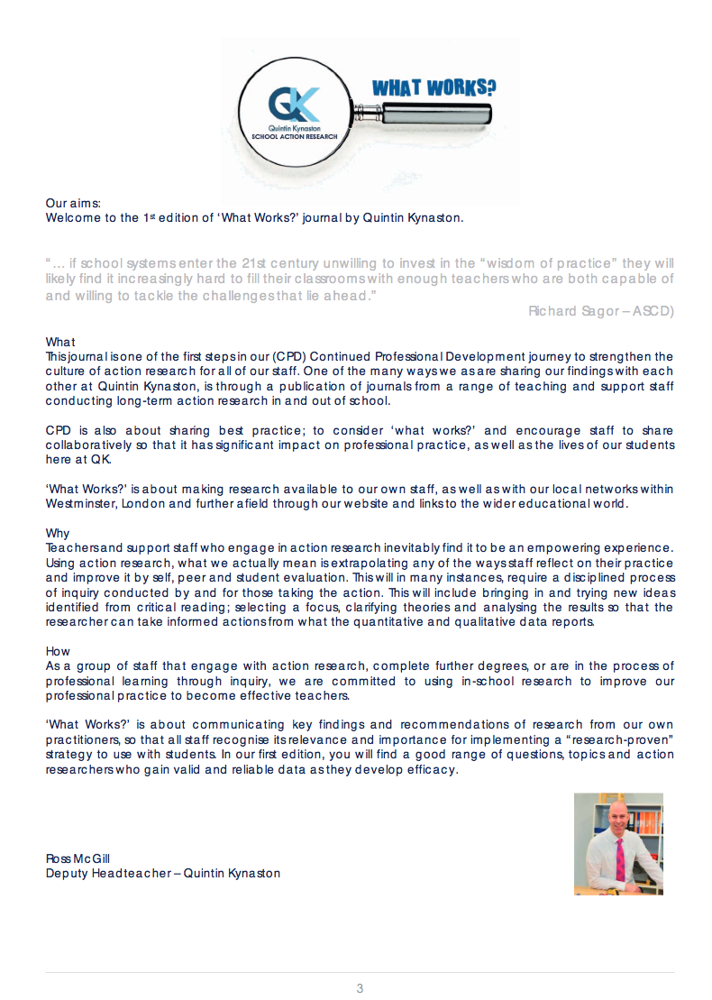 QK
Quintin Kynaston
SCHOOL ACTION RESEARCH
WHAT WORKS?
Our aims:
Welcome to the 1st edition of ‘What Works?’ journal by Quintin Kynaston.
“… if school systems enter the 21st century unwilling to invest in the “wisdom of practice” they will
likely find it increasingly hard to fill their classrooms with enough teachers who are both capable of
and willing to tackle the challenges that lie ahead.”
Richard Sagor – ASCD)
What
This journal is one of the first steps in our (CPD) Continued Professional Development journey to strengthen the
culture of action research for all of our staff. One of the many ways we as are sharing our findings with each
other at Quintin Kynaston, is through a publication of journals from a range of teaching and support staff
conducting long-term action research in and out of school.
CPD is also about sharing best practice; to consider ‘what works?’ and encourage staff to share
collaboratively so that it has significant impact on professional practice, as well as the lives of our students
here at QK.
‘What Works?’ is about making research available to our own staff, as well as with our local networks within
Westminster, London and further afield through our website and links to the wider educational world.
Why
Teachers and support staff who engage in action research inevitably find it to be an empowering experience.
Using action research, what we actually mean is extrapolating any of the ways staff reflect on their practice
and improve it by self, peer and student evaluation. This will in many instances, require a disciplined process
of inquiry conducted by and for those taking the action. This will include bringing in and trying new ideas
identified from critical reading; selecting a focus, clarifying theories and analysing the results so that the
researcher can take informed actions from what the quantitative and qualitative data reports.
How
As a group of staff that engage with action research, complete further degrees, or are in the process of
professional learning through inquiry, we are committed to using in-school research to improve our
professional practice to become effective teachers.
‘What Works?’ is about communicating key findings and recommendations of research from our own
practitioners, so that all staff recognise its relevance and importance for implementing a “research-proven”
strategy to use with students. In our first edition, you will find a good range of questions, topics and action
researchers who gain valid and reliable data as they develop efficacy.
Ross McGill
Deputy Headteacher – Quintin Kynaston
3